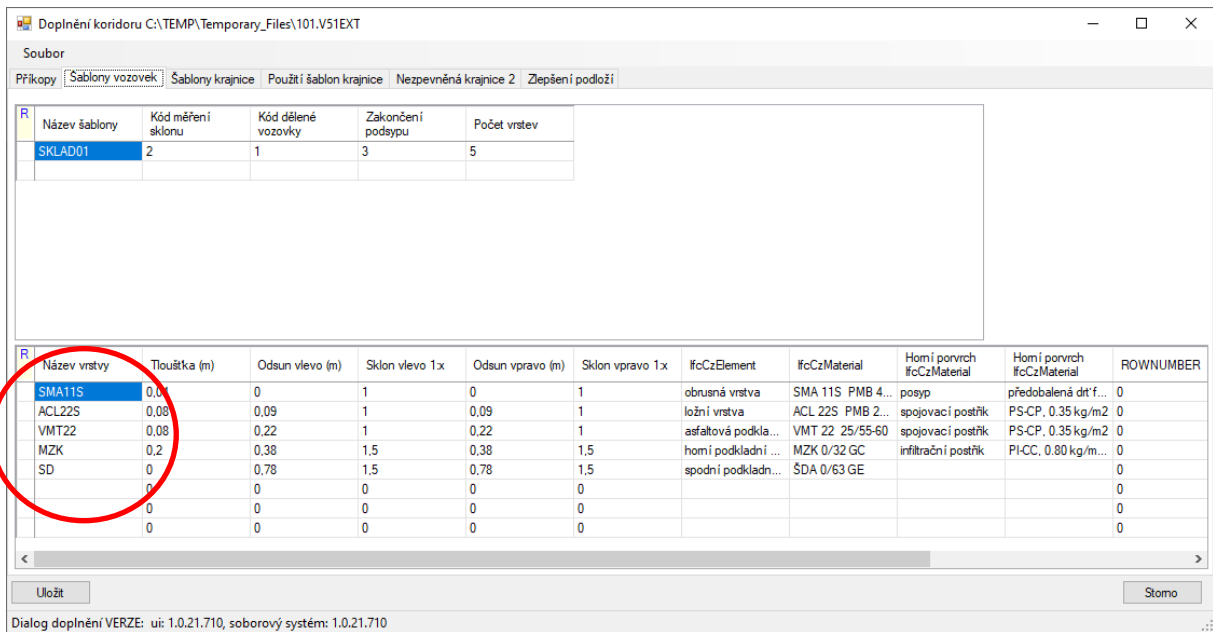 Doplnění koridoru C:\TEMP\Temporary_Files\101.V51EXT
Soubor
Příkopy Šablony vozovek Šablony krajnice Použití šablon krajnice Nezpevněná krajnice 2 Zlepšení podloží
R Název šablony Kód měření sklonu Kód dělené vozovky Zakončení podsypu Počet vrstev
SKLAD01 2 1 3 5
R Název vrstvy Tloušťka (m) Odsun vlevo (m) Sklon vlevo 1:x Odsun vpravo (m) Sklon vpravo 1:x IfcCzElement IfcCzMaterial Horní porvrch IfcCzMaterial Horní porvrch IfcCzMaterial ROWNUMBER
SMA11S 0,04 0 1 0 1 obrusná vrstva SMA 11S PMB 4... posyp předobalená drť f... 0
ACL22S 0,08 0,09 1 0,09 1 ložní vrstva ACL 22S PMB 2... spojovací postřik PS-CP, 0.35 kg/m2 0
VMT22 0,08 0,22 1 0,22 1 asfaltová podkla... VMT 22 25/55-60 spojovací postřik PS-CP, 0.35 kg/m2 0
MZK 0,2 0,38 1,5 0,38 1,5 horní podkladní ... MZK 0/32 GC infiltrační postřik PI-CC, 0.80 kg/m... 0
SD 0 0,78 1,5 0,78 1,5 spodní podkladn... ŠDA 0/63 GE 0
0 0 0 0 0 0
0 0 0 0 0 0
0 0 0 0 0 0
Uložit Storno
Dialog doplnění VERZE: ui: 1.0.21.710, soborový systém: 1.0.21.710